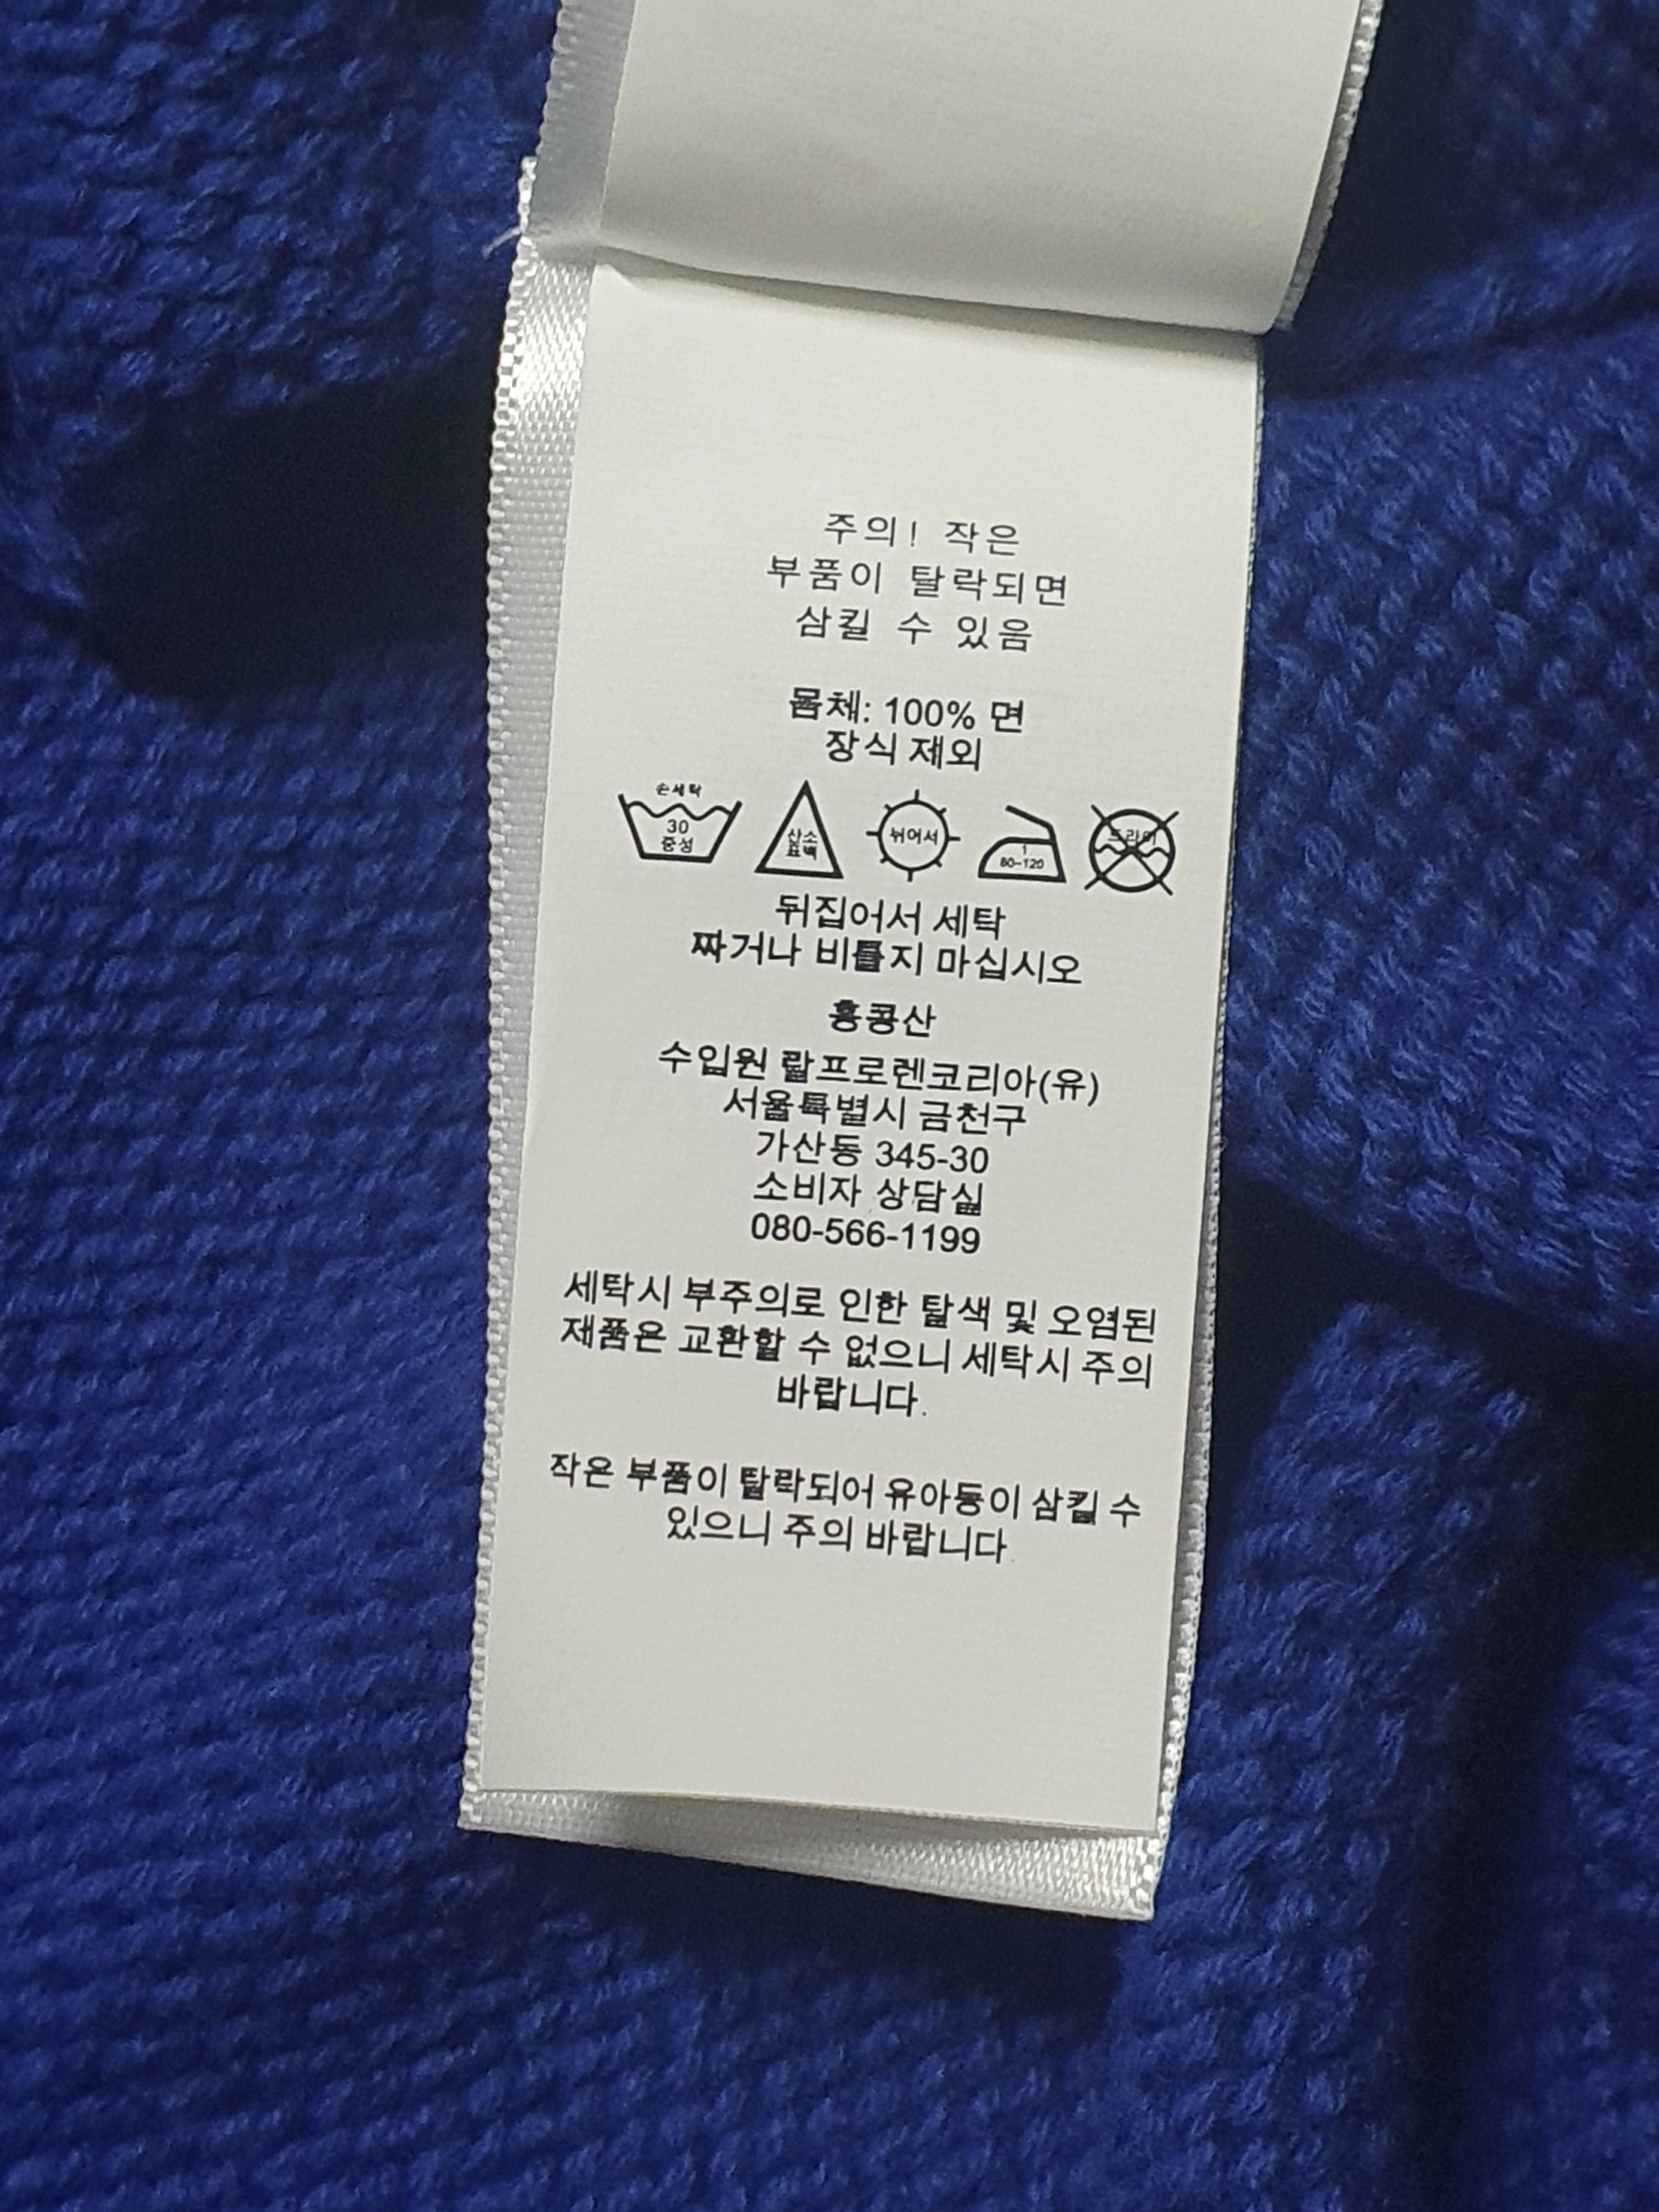 주의! 작은
부품이 탈락되면
삼킬 수 있음
몸체: 100% 면
장식 제외
손세탁
30
중성
산소
표백
뉘어서
1
80-120
드라이
뒤집어서 세탁
짜거나 비틀지 마십시오
홍콩산
수입원 랄프로렌코리아(유)
서울특별시 금천구
가산동 345-30
소비자 상담실
080-566-1199
세탁시 부주의로 인한 탈색 및 오염된
재품은 교환할 수 없으니 세탁시 주의
바랍니다.
작은 부품이 탈락되어 유아등이 삼킬 수
있으니 주의 바랍니다.